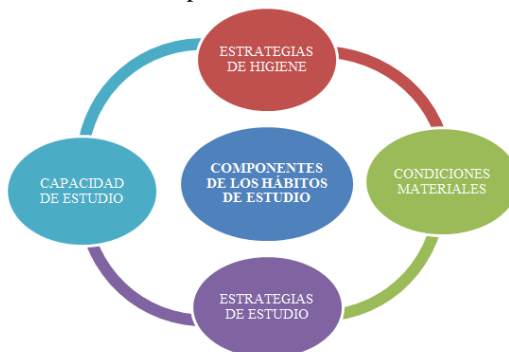 ESTRATEGIAS
DE HIGIENE
COMPONENTES
DE LOS HÁBITOS
DE ESTUDIO
CAPACIDAD
DE ESTUDIO
CONDICIONES
MATERIALES
ESTRATEGIAS
DE ESTUDIO